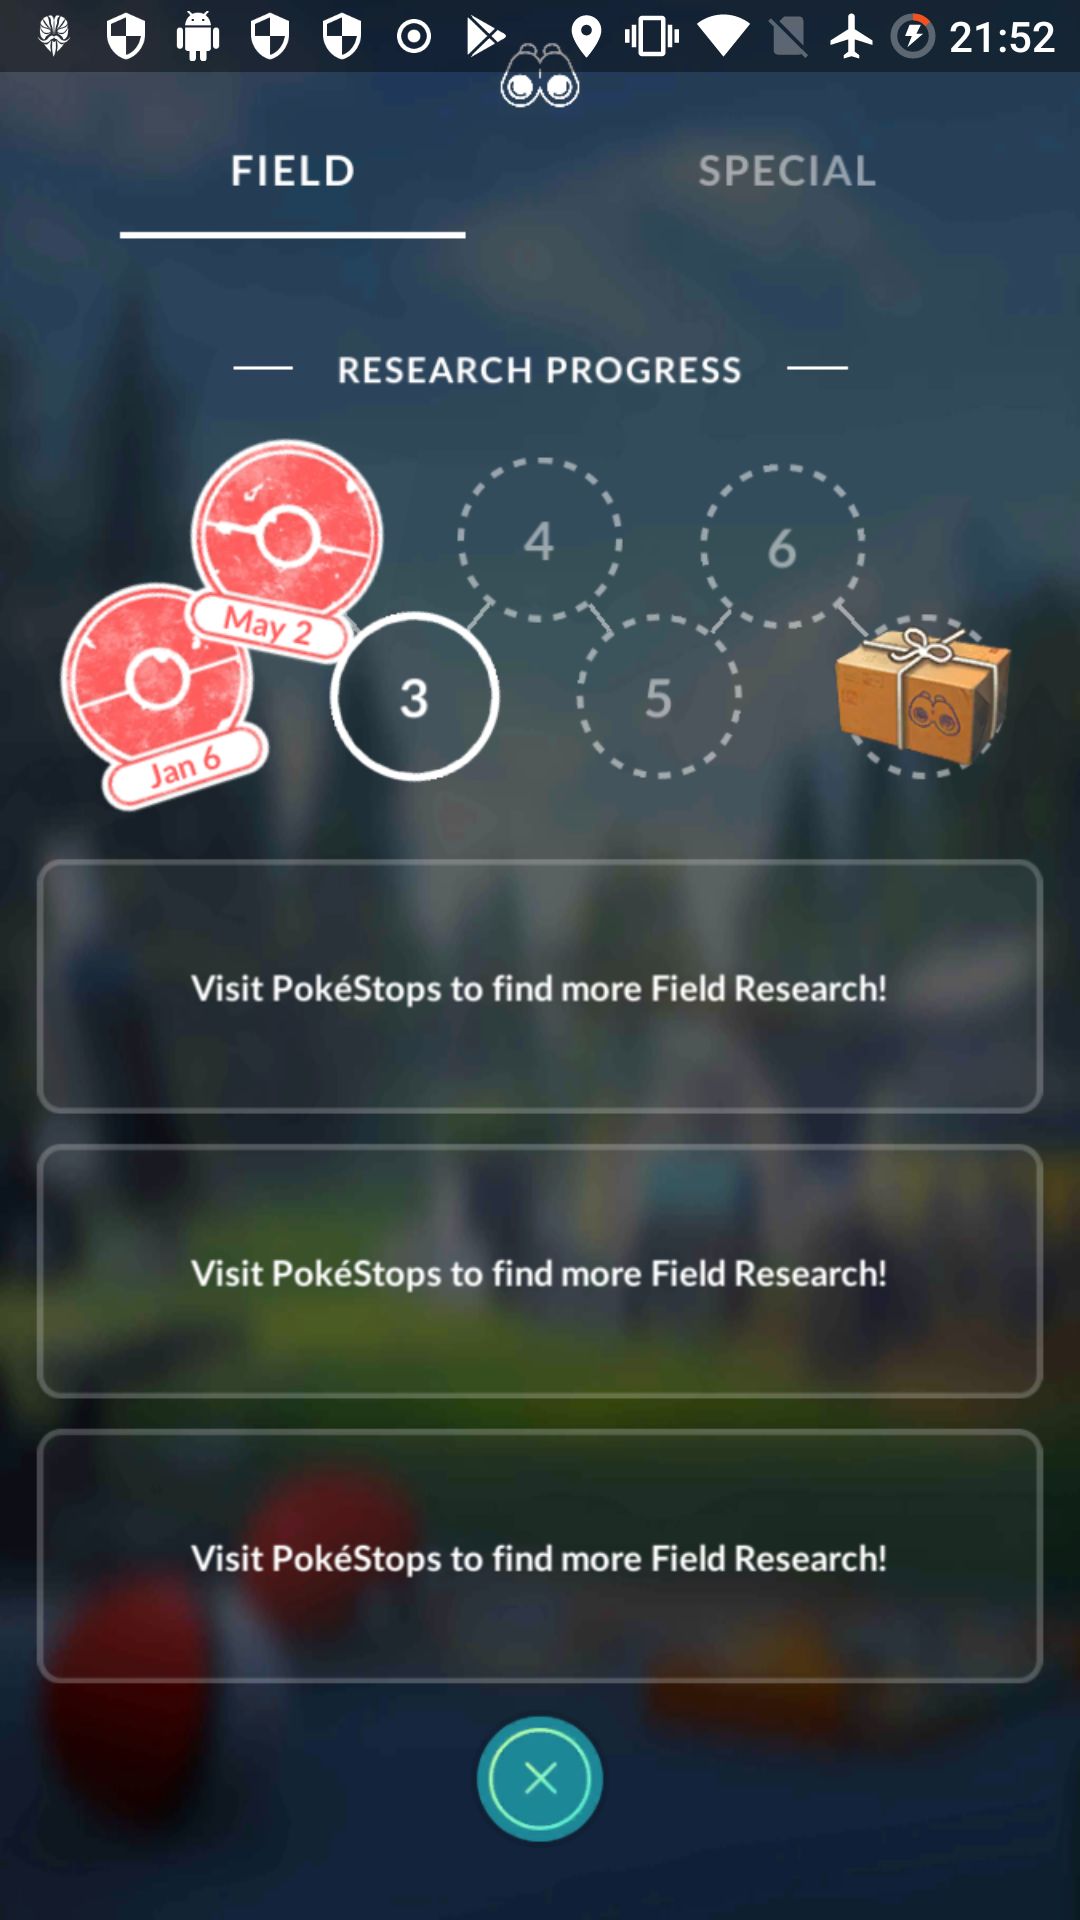 21:52
FIELD
SPECIAL
RESEARCH PROGRESS
May 2
4
6
Jan 6
3
5
Visit PokéStops to find more Field Research!
Visit PokéStops to find more Field Research!
Visit PokéStops to find more Field Research!